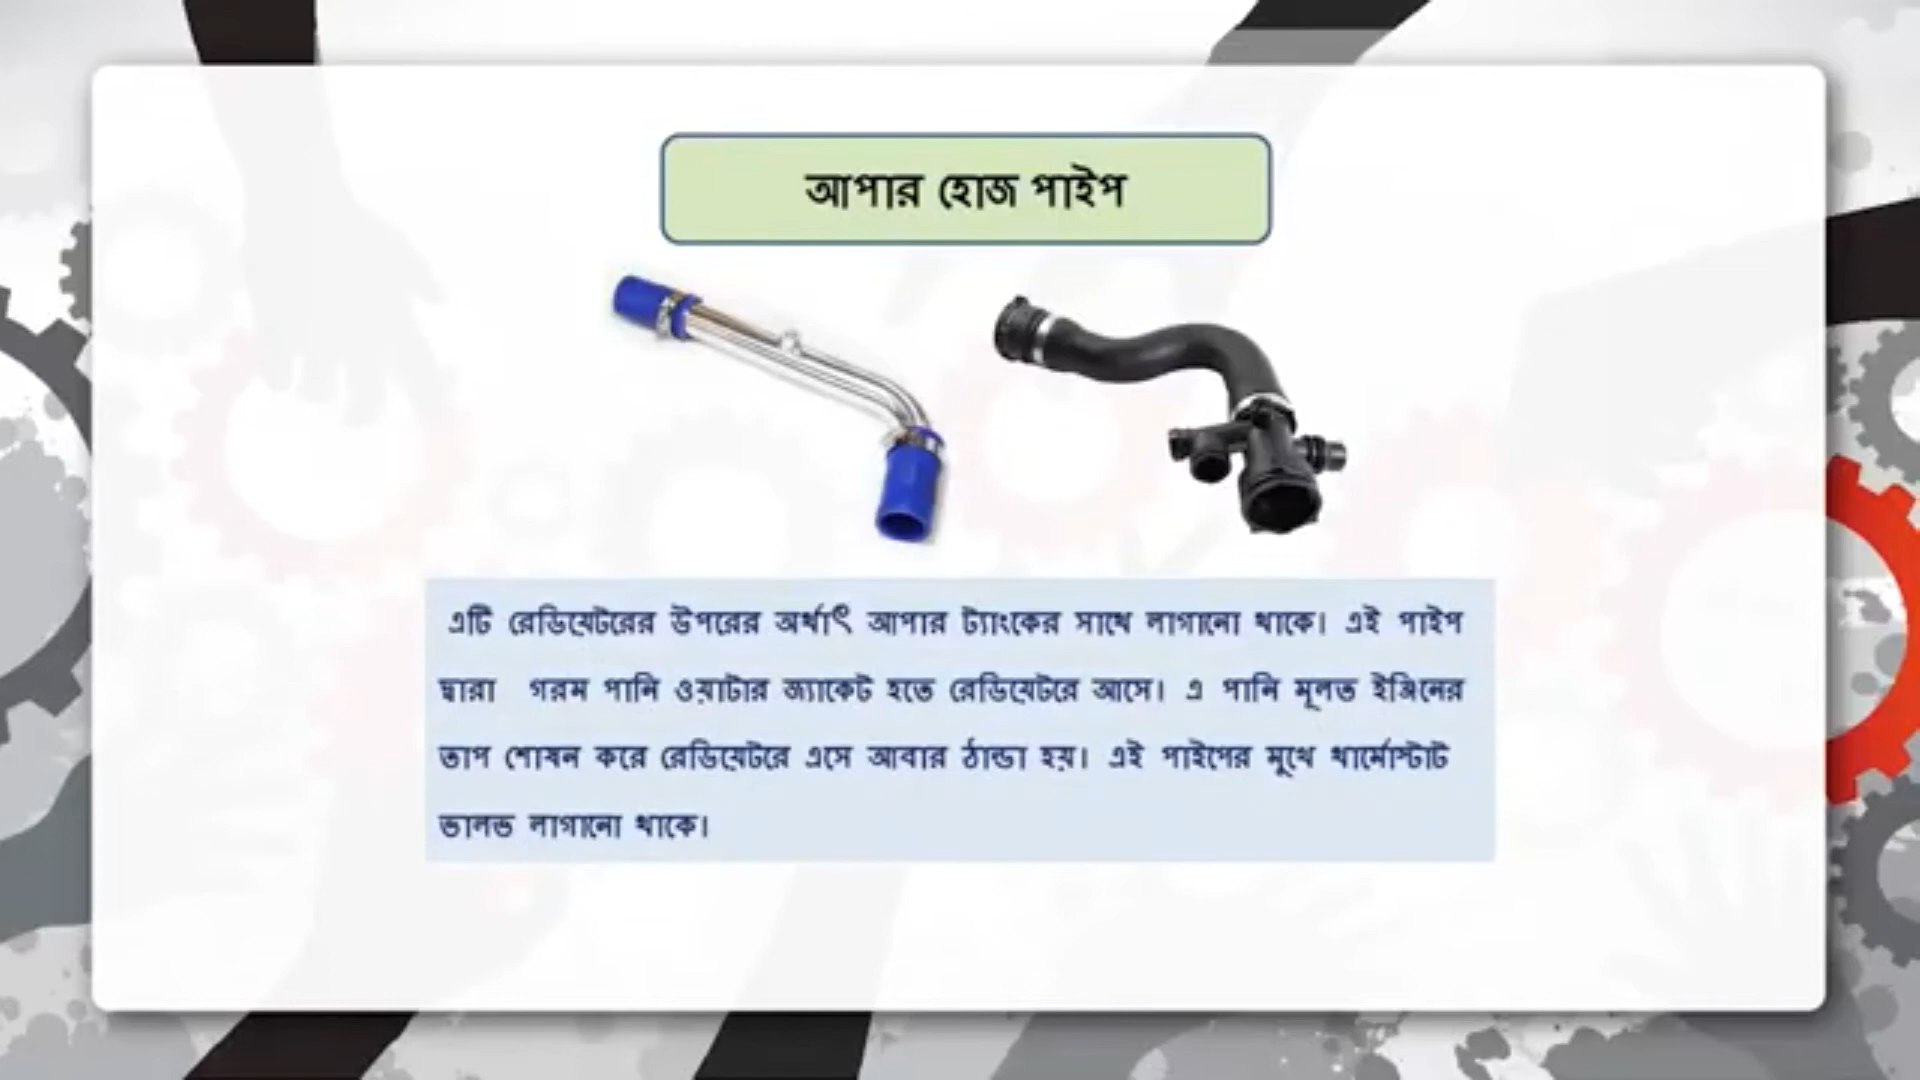 আপার হোজ পাইপ
এটি রেডিয়েটরের উপরের অর্থাৎ আপার ট্যাংকের সাথে লাগানো থাকে। এই পাইপ
দ্বারা গরম পানি ওয়াটার জ্যাকেট হতে রেডিয়েটরে আসে। এ পানি মূলত ইঞ্জিনের
তাপ শোষন করে রেডিয়েটরে এসে আবার ঠান্ডা হয়। এই পাইপের মুখে থার্মোস্টাট
ভালভ লাগানো থাকে।